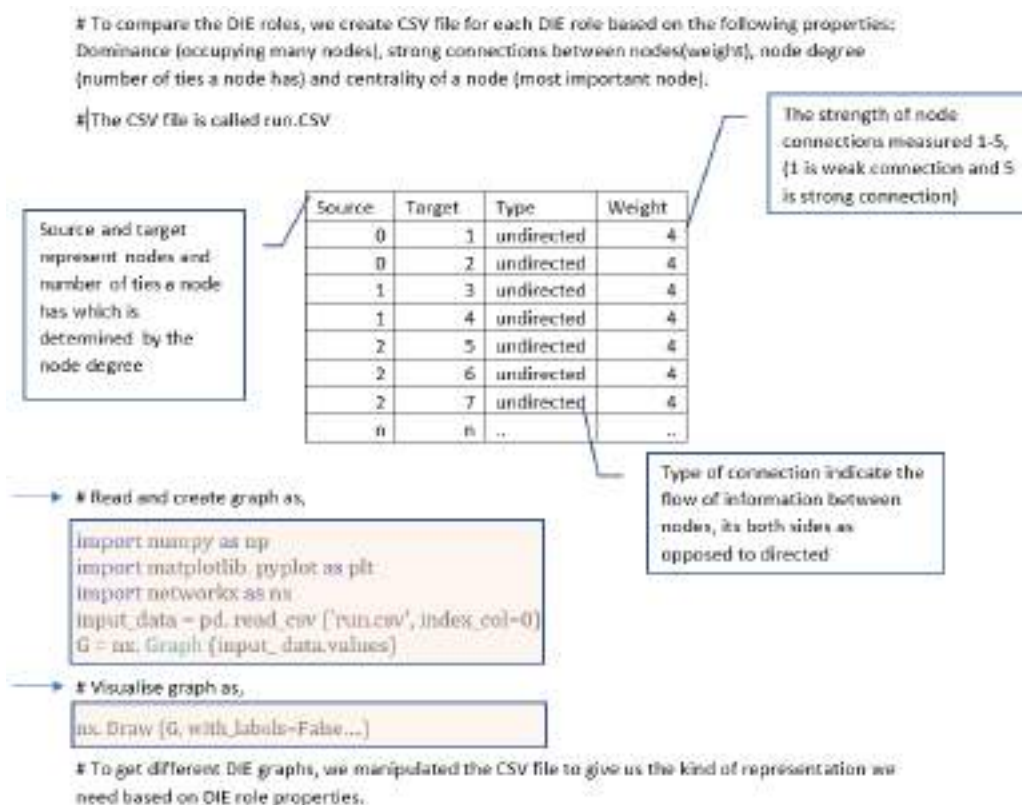 # To compare the DIE roles, we create CSV file for each DIE role based on the following properties:
Dominance (occupying many nodes), strong connections between nodes(weight), node degree
(number of ties a node has) and centrality of a node (most important node).
# The CSV file is called run.CSV
The strength of node
connections measured 1-5,
(1 is weak connection and 5
is strong connection)
Source and target
represent nodes and
number of ties a node
has which is
determined by the
node degree
Source Target Type Weight
0 1 undirected 4
0 2 undirected 4
1 3 undirected 4
1 4 undirected 4
2 5 undirected 4
2 6 undirected 4
2 7 undirected 4
n n .. ..
Type of connection indicate the
flow of information between
nodes, its both sides as
opposed to directed
# Read and create graph as,
import numpy as np
import matplotlib. pyplot as plt
import networkx as nx
input_data = pd. read_csv ('run.csv', index_col=0)
G = nx. Graph (input_ data.values)
# Visualise graph as,
nx. Draw (G, with_labels=False...)
# To get different DIE graphs, we manipulated the CSV file to give us the kind of representation we
need based on DIE role properties.